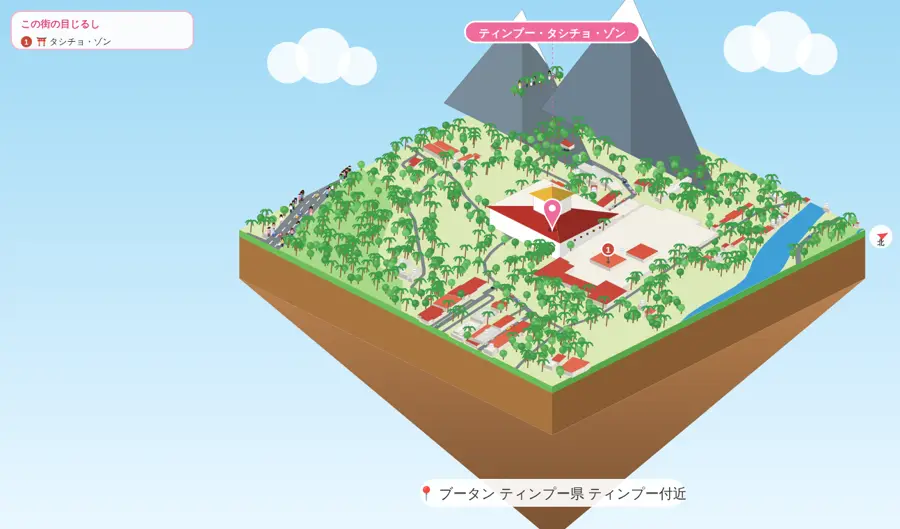 この街の目じるし
1 タシチョ・ゾン
ティンプー・タシチョ・ゾン
1
北
ブータン ティンプー県 ティンプー付近